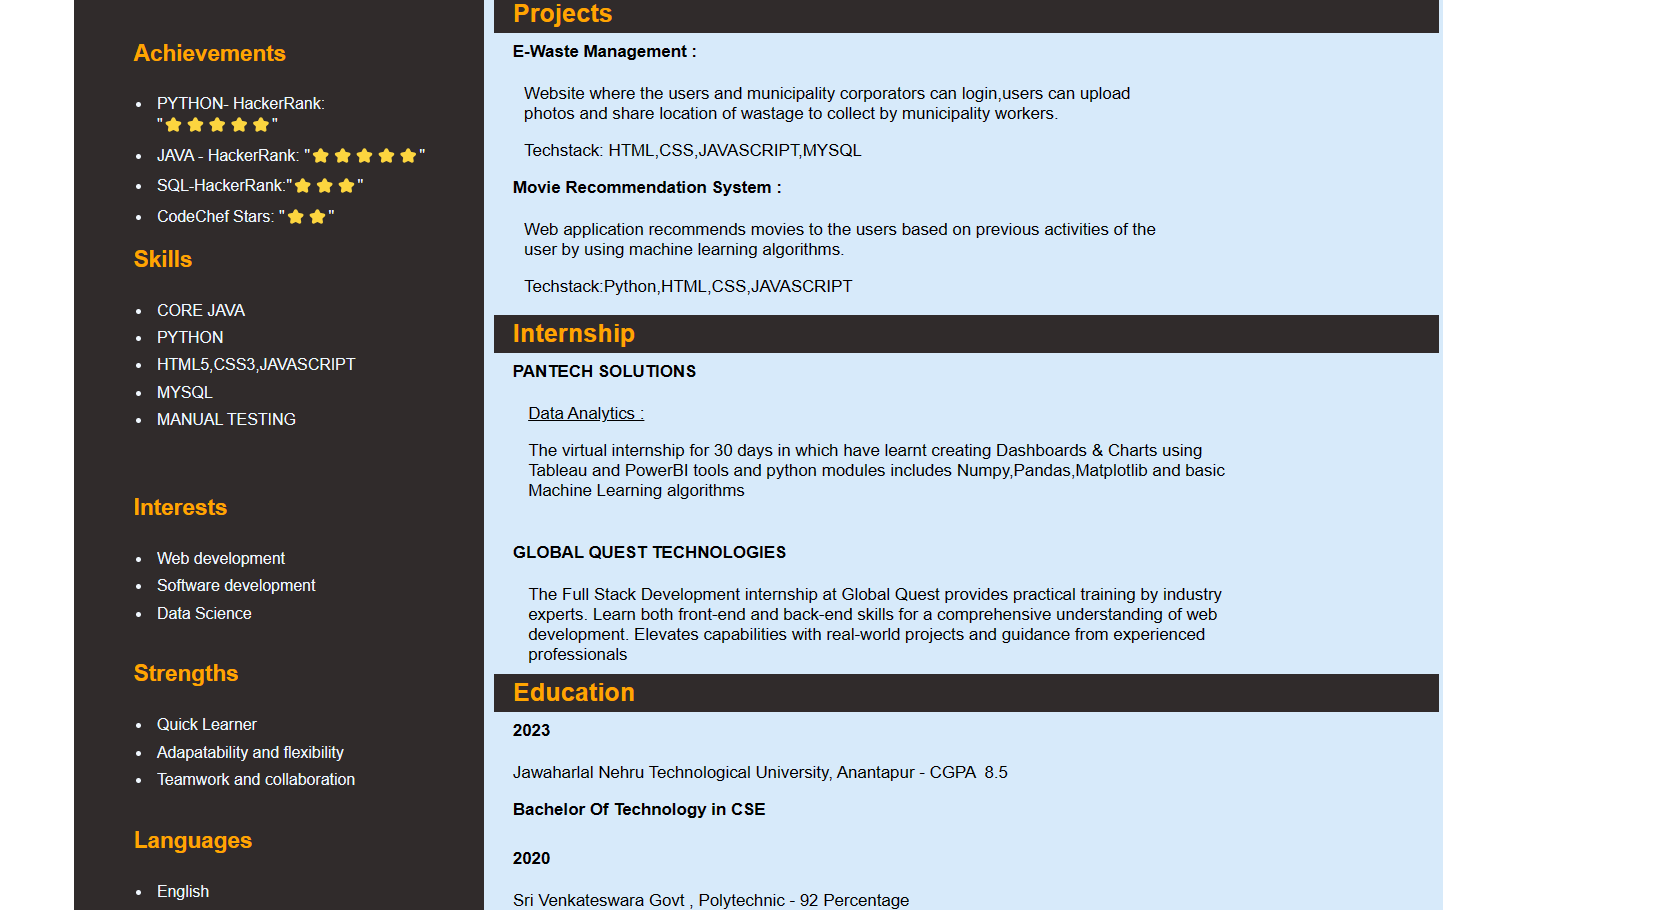 Achievements
PYTHON- HackerRank:
"⭐ ⭐ ⭐ ⭐ ⭐"
JAVA - HackerRank: "⭐ ⭐ ⭐ ⭐ ⭐"
SQL-HackerRank:"⭐ ⭐ ⭐"
CodeChef Stars: "⭐ ⭐"
Skills
CORE JAVA
PYTHON
HTML5,CSS3,JAVASCRIPT
MYSQL
MANUAL TESTING
Interests
Web development
Software development
Data Science
Strengths
Quick Learner
Adapatability and flexibility
Teamwork and collaboration
Languages
English
Projects
E-Waste Management :
Website where the users and municipality corporators can login,users can upload
photos and share location of wastage to collect by municipality workers.
Techstack: HTML,CSS,JAVASCRIPT,MYSQL
Movie Recommendation System :
Web application recommends movies to the users based on previous activities of the
user by using machine learning algorithms.
Techstack:Python,HTML,CSS,JAVASCRIPT
Internship
PANTECH SOLUTIONS
Data Analytics :
The virtual internship for 30 days in which have learnt creating Dashboards & Charts using
Tableau and PowerBI tools and python modules includes Numpy,Pandas,Matplotlib and basic
Machine Learning algorithms
GLOBAL QUEST TECHNOLOGIES
The Full Stack Development internship at Global Quest provides practical training by industry
experts. Learn both front-end and back-end skills for a comprehensive understanding of web
development. Elevates capabilities with real-world projects and guidance from experienced
professionals
Education
2023
Jawaharlal Nehru Technological University, Anantapur - CGPA  8.5
Bachelor Of Technology in CSE
2020
Sri Venkateswara Govt , Polytechnic - 92 Percentage